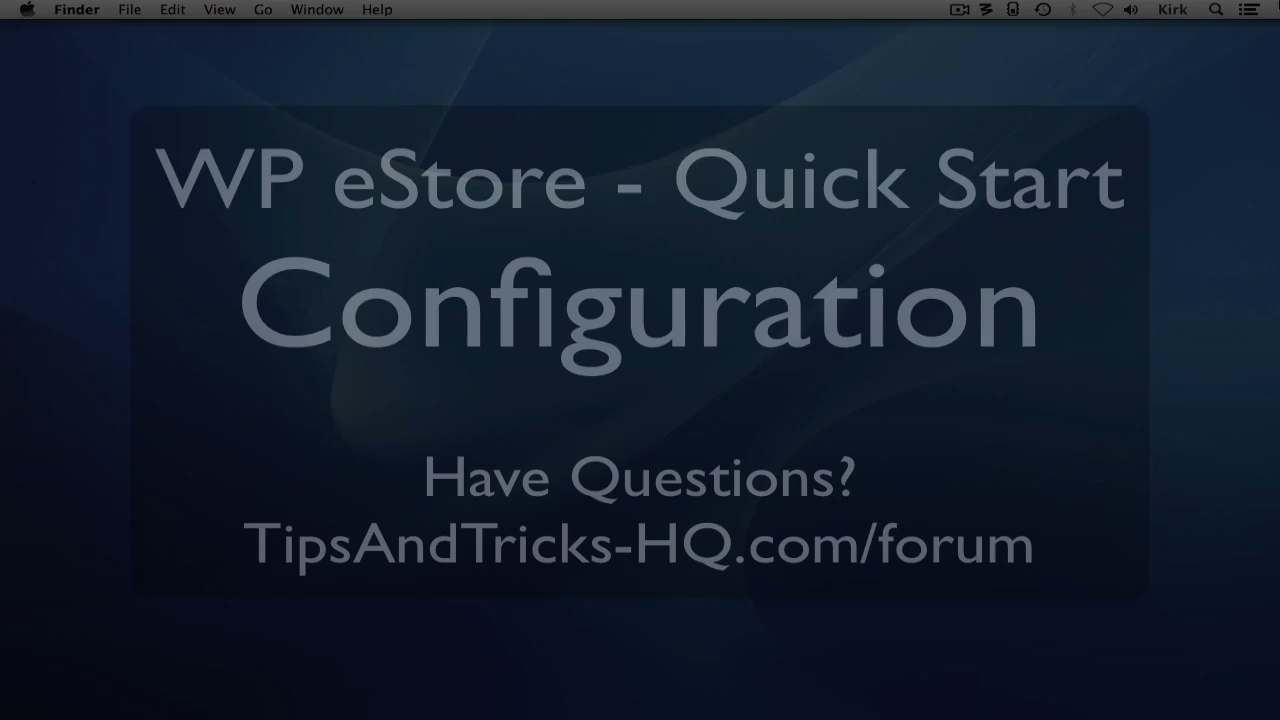 Finder File Edit View Go Window Help Kirk
WP eStore - Quick Start
Configuration
Have Questions?
TipsAndTricks-HQ.com/forum